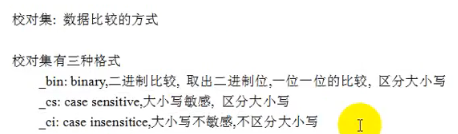 校对集: 数据比较的方式
校对集有三种格式
_bin: binary,二进制比较, 取出二进制位,一位一位的比较, 区分大小写
_cs: case sensitive,大小写敏感, 区分大小写
_ci: case insensitice,大小写不敏感,不区分大小写